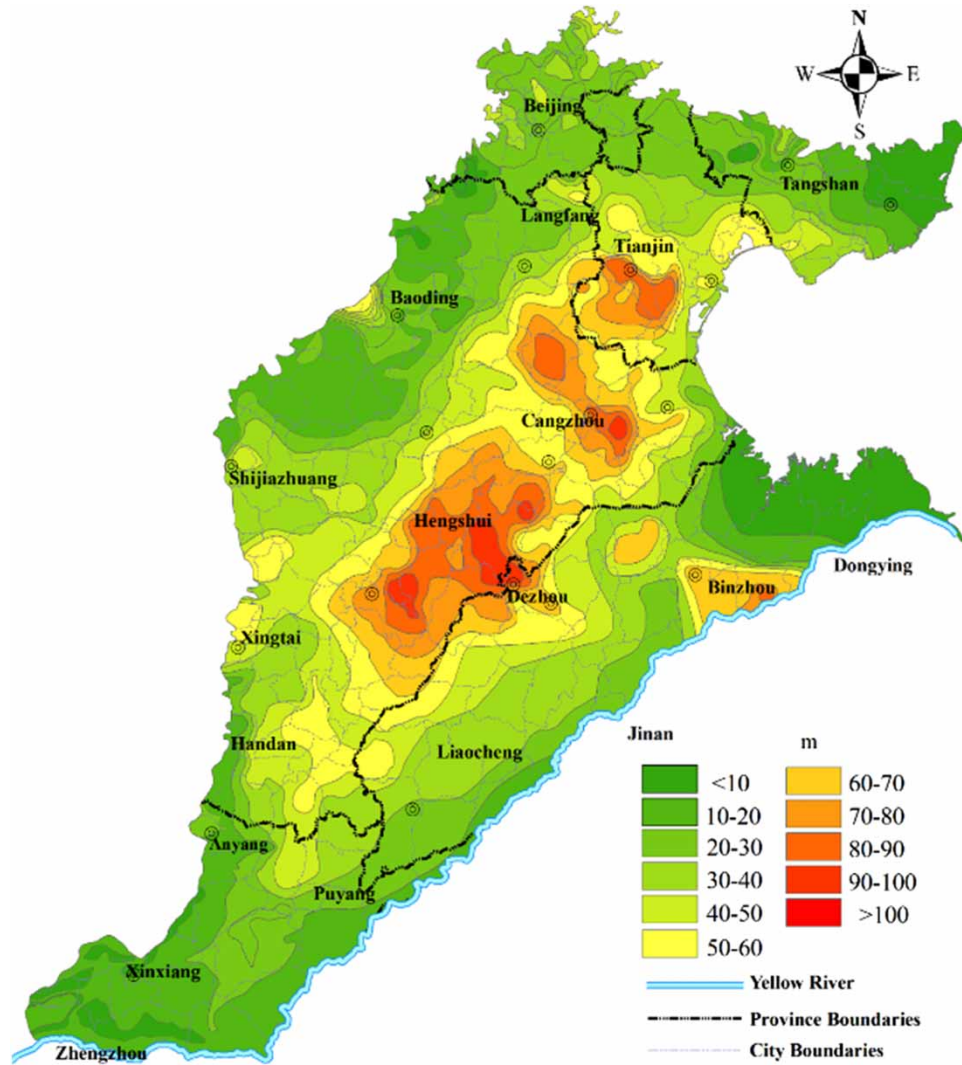 N
W
E
S
Beijing
Tangshan
Langfang
Tianjin
Baoding
Cangzhou
Shijiazhuang
Hengshui
Dongying
Binzhou
Dezhou
Xingtai
Handan
Liaocheng
Jinan
m
<10
60-70
10-20
70-80
20-30
80-90
30-40
90-100
40-50
>100
50-60
Anyang
Puyang
Xinxiang
Zhengzhou
Yellow River
Province Boundaries
City Boundaries